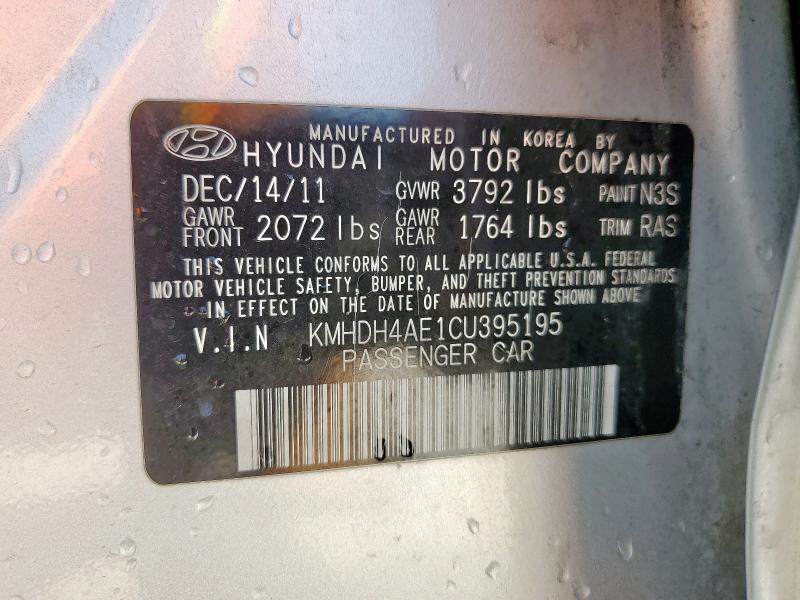 MANUFACTURED IN KOREA BY
HYUNDAI MOTOR COMPANY
DEC/14/11 GVWR 3792 lbs PAINT N3S
GAWR FRONT 2072 lbs GAWR REAR 1764 lbs TRIM RAS
THIS VEHICLE CONFORMS TO ALL APPLICABLE U.S.A. FEDERAL
MOTOR VEHICLE SAFETY, BUMPER, AND THEFT PREVENTION STANDARDS
IN EFFECT ON THE DATE OF MANUFACTURE SHOWN ABOVE
V.I.N KMHDH4AE1CU395195
PASSENGER CAR